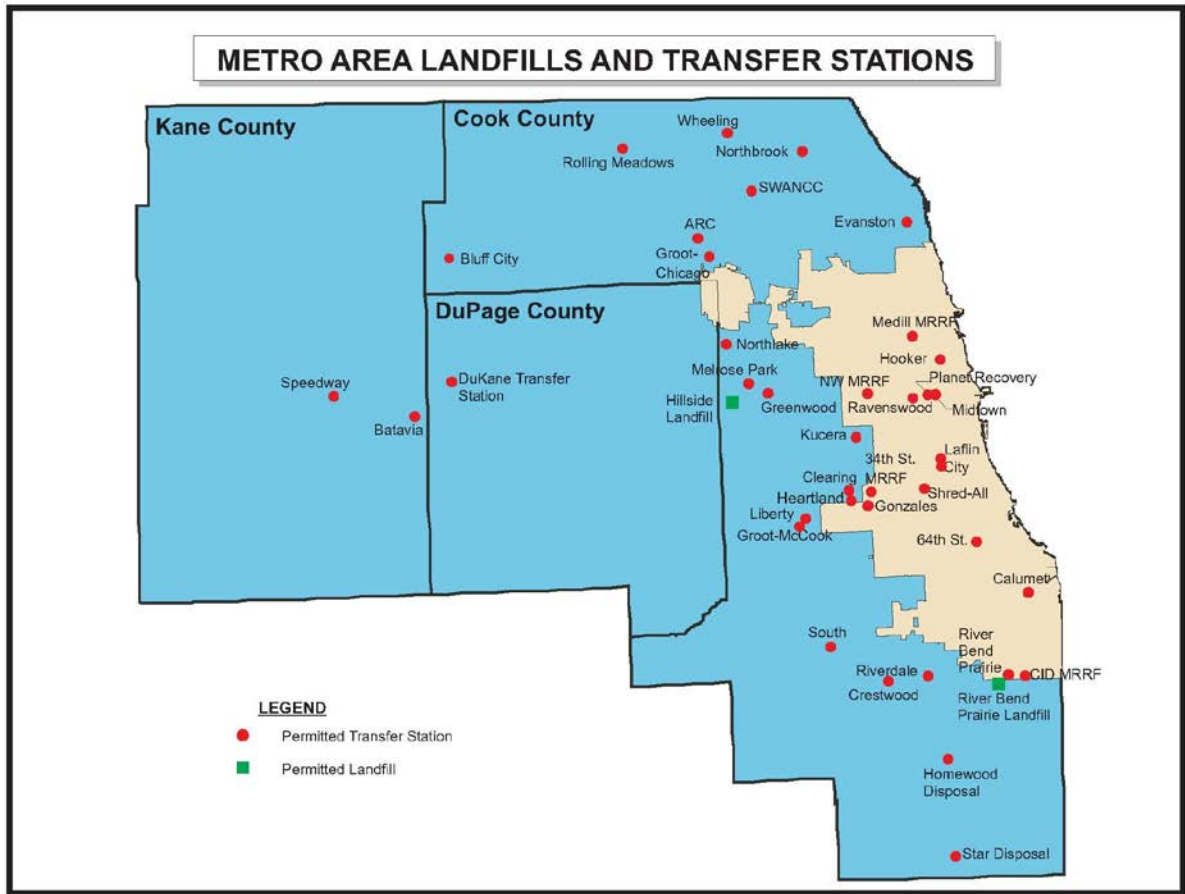 METRO AREA LANDFILLS AND TRANSFER STATIONS
Kane County
Cook County
Wheeling
Rolling Meadows
Northbrook
SWANCC
Evanston
ARC
Bluff City
Groot-
Chicago
DuPage County
Medill MRRF
Northlake
Hooker
Melrose Park
Planet Recovery
Speedway
DuKane Transfer
Station
NW MRRF
Hillside
Landfill
Greenwood
Ravenswood
Midtown
Batavia
Kucera
Laflin
34th St.
City
Clearing
MRRF
Heartland
Shred-All
Gonzales
Liberty
Groot-McCook
64th St.
Calumet
South
River
Bend
Prairie
Riverdale
CID MRRF
Crestwood
River Bend
Prairie Landfill
LEGEND
Permitted Transfer Station
Permitted Landfill
Homewood
Disposal
Star Disposal